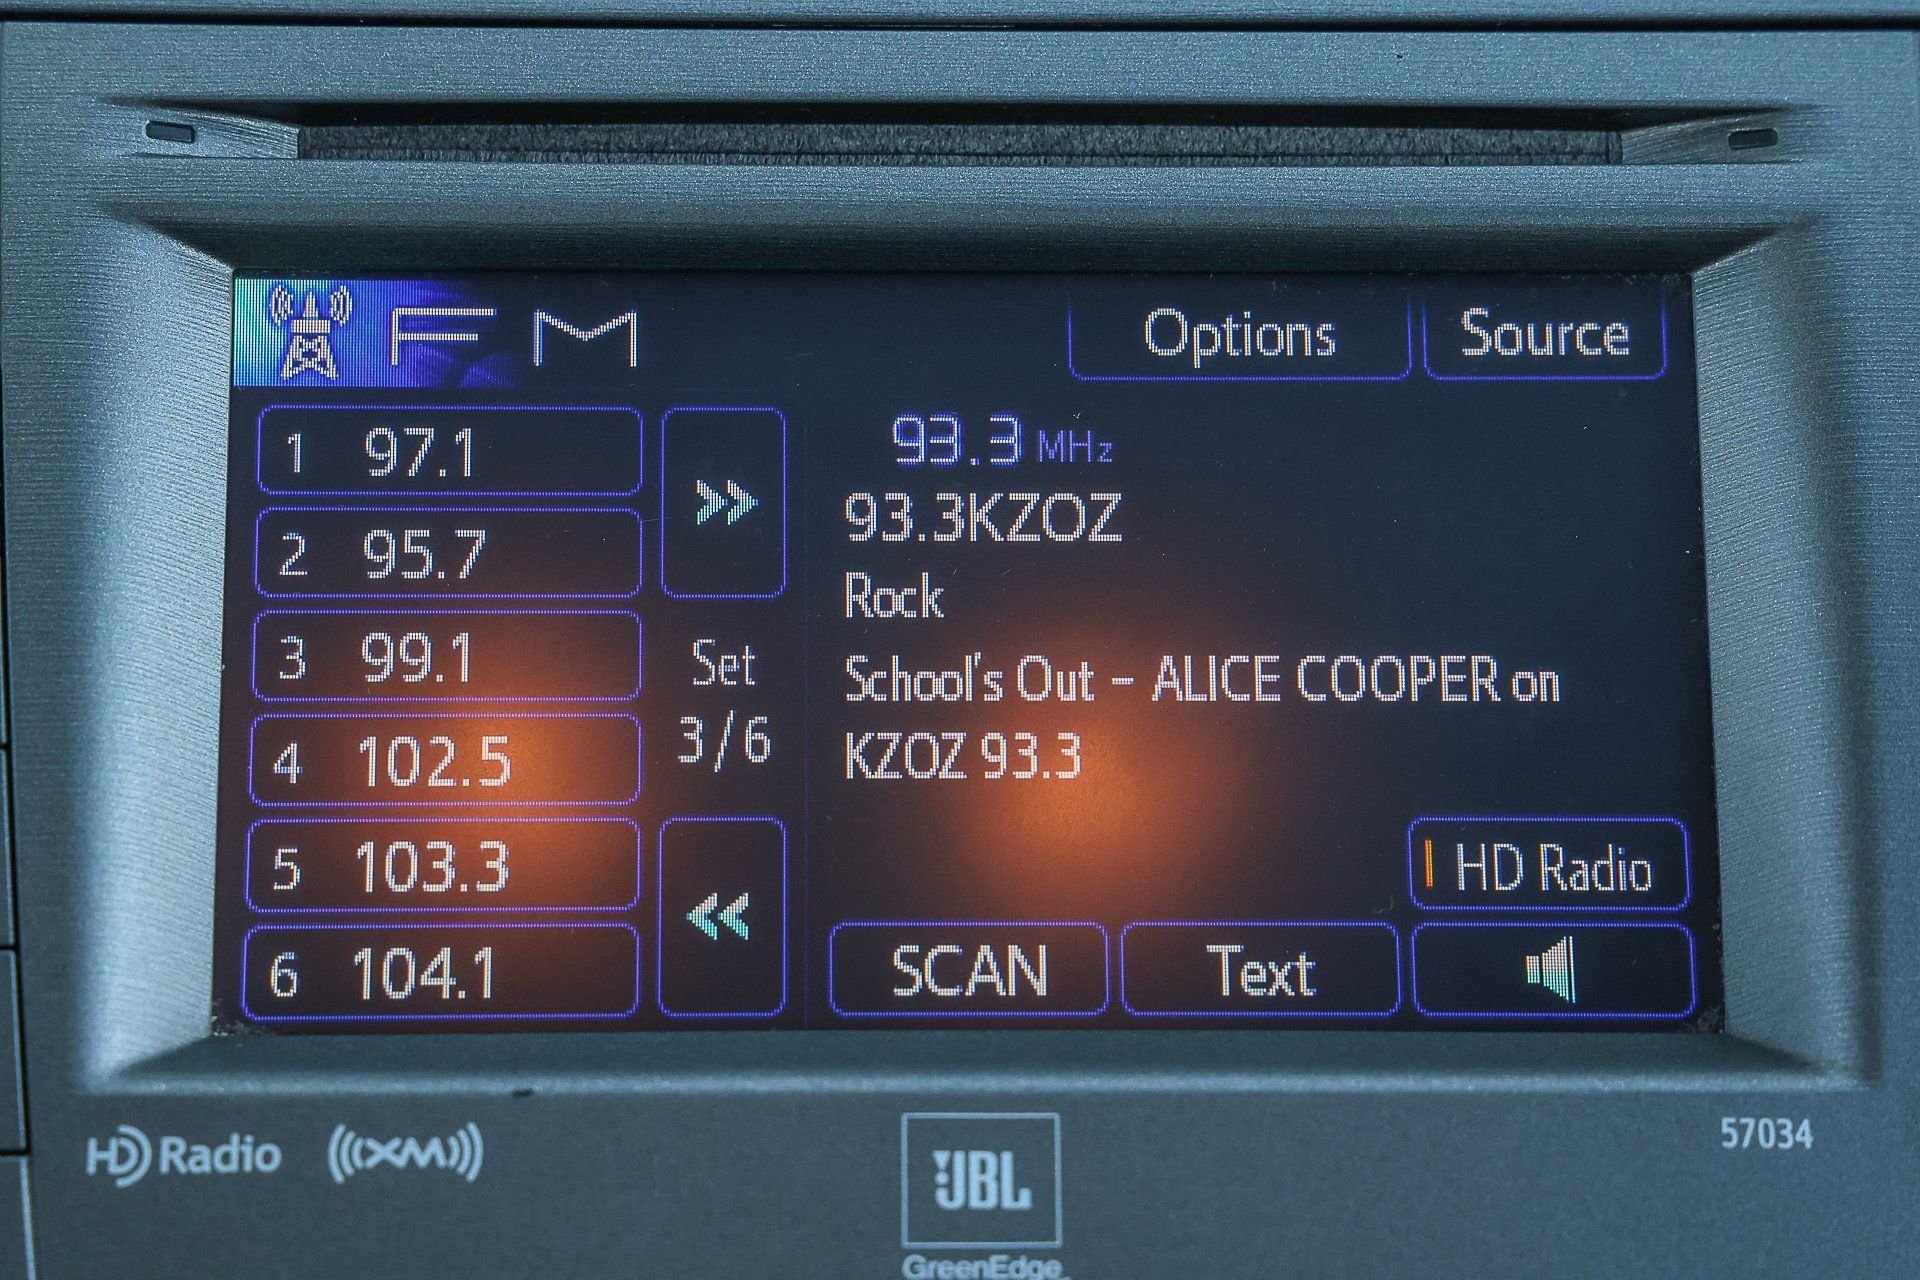 FM
Options
Source
1 97.1
2 95.7
3 99.1
4 102.5
5 103.3
6 104.1
Set
3/6
93.3 MHz
93.3KZOZ
Rock
School's Out – ALICE COOPER on
KZOZ 93.3
HD Radio
SCAN
Text
HD Radio
((XM))
JBL
GreenEdge
57034